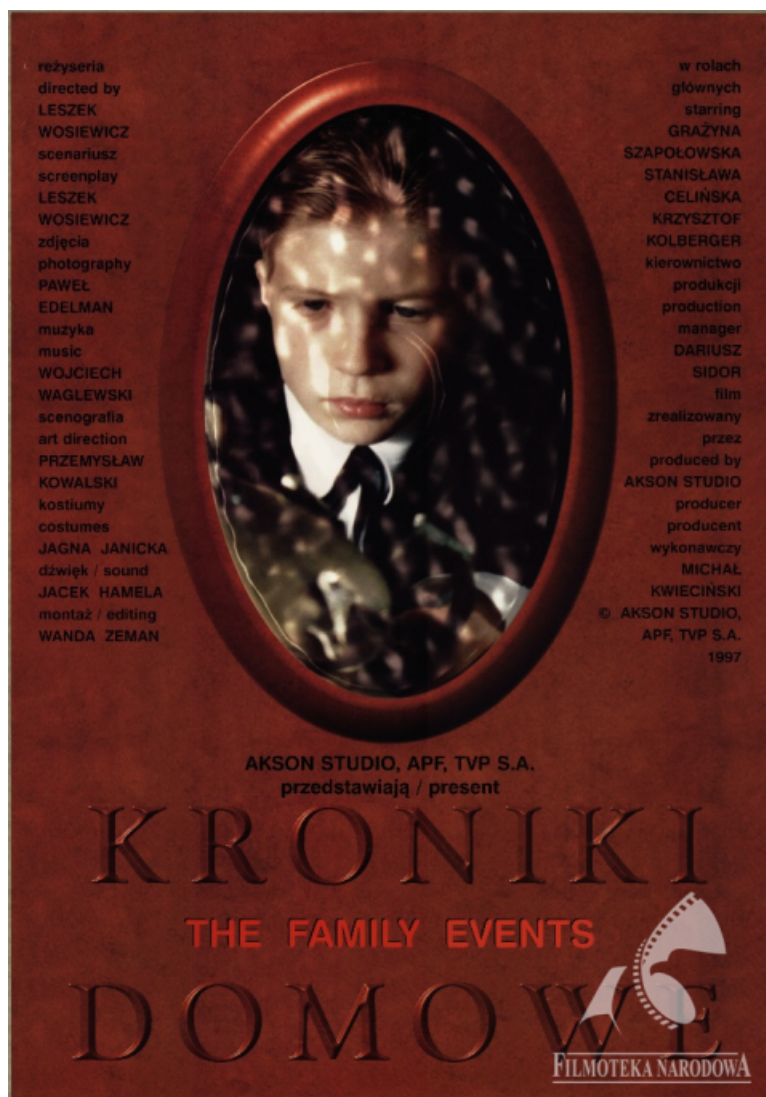 reżyseria
directed by
LESZEK
WOSIEWICZ
scenariusz
screenplay
LESZEK
WOSIEWICZ
zdjęcia
photography
PAWEŁ
EDELMAN
muzyka
music
WOJCIECH
WAGLEWSKI
scenografia
art direction
PRZEMYSŁAW
KOWALSKI
kostiumy
costumes
JAGNA JANICKA
dźwięk / sound
JACEK HAMELA
montaż / editing
WANDA ZEMAN
w rolach
głównych
starring
GRAŻYNA
SZAPOŁOWSKA
STANISŁAWA
CELIŃSKA
KRZYSZTOF
KOLBERGER
kierownictwo
produkcji
production
manager
DARIUSZ
SIDOR
film
zrealizowany
przez
produced by
AKSON STUDIO
producer
producent
wykonawczy
MICHAŁ
KWIECIŃSKI
© AKSON STUDIO,
APF, TVP S.A.
1997
AKSON STUDIO, APF, TVP S.A.
przedstawiają / present
KRONIKI
THE FAMILY EVENTS
DOMOWE
FILMOTEKA NARODOWA